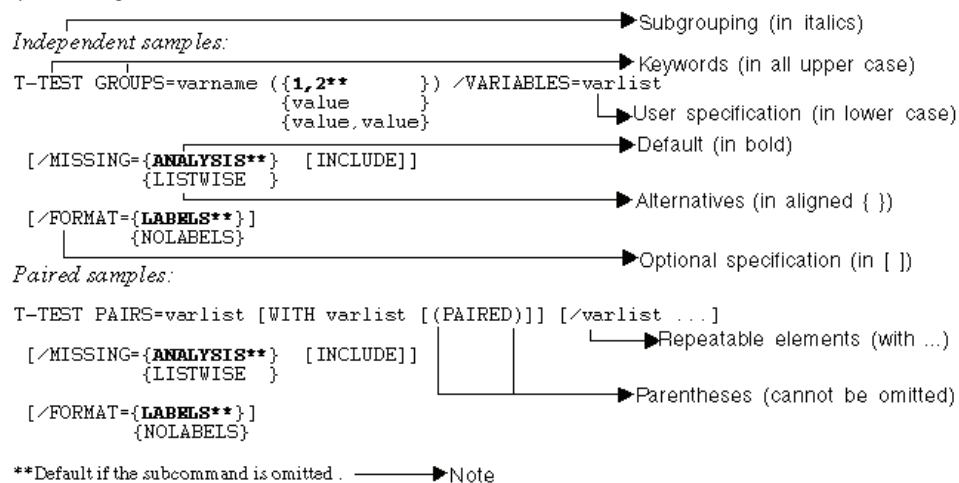 Subgrouping (in italics)
Independent samples:
Keywords (in all upper case)
T-TEST GROUPS=varname ({1,2** }) /VARIABLES=varlist
{value }
{value,value}
User specification (in lower case)
Default (in bold)
[/MISSING={ANALYSIS**} [INCLUDE]]
{LISTWISE }
Alternatives (in aligned { })
[/FORMAT={LABELS**}]
{NOLABELS}
Optional specification (in [ ])
Paired samples:
T-TEST PAIRS=varlist [WITH varlist [(PAIRED)]] [/varlist ...]
Repeatable elements (with ...)
[/MISSING={ANALYSIS**} [INCLUDE]]
{LISTWISE }
Parentheses (cannot be omitted)
[/FORMAT={LABELS**}]
{NOLABELS}
**Default if the subcommand is omitted . Note